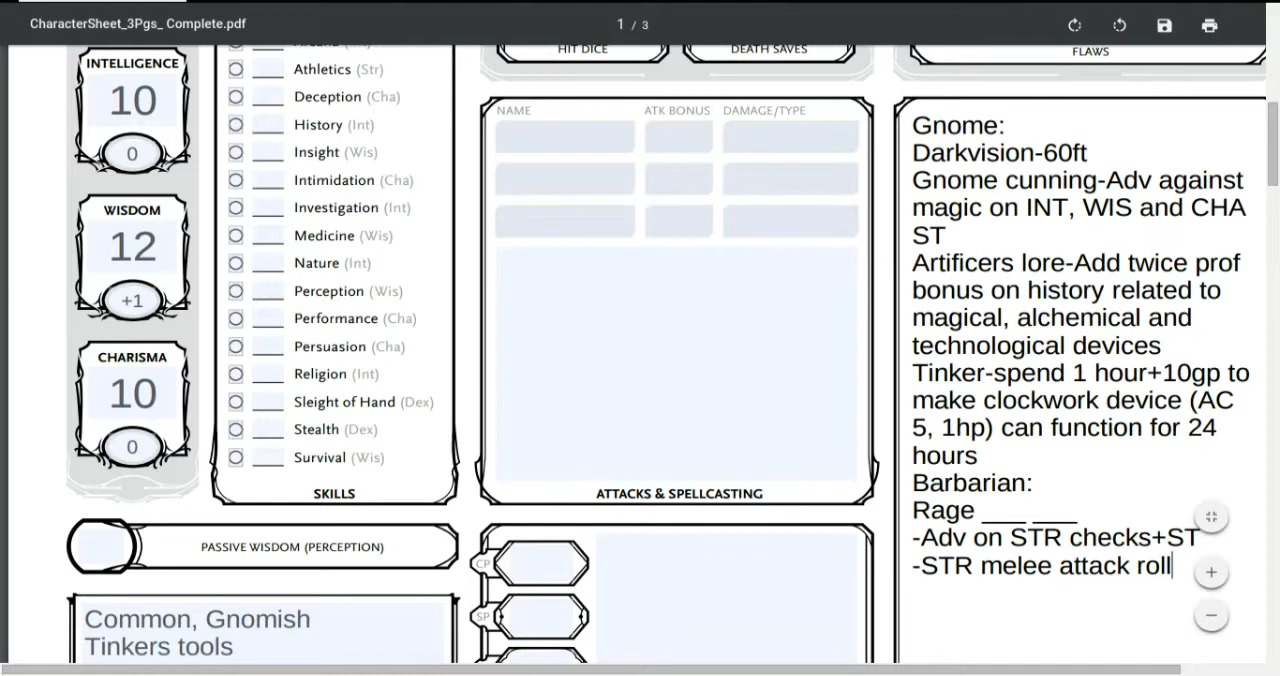 CharacterSheet_3Pgs_ Complete.pdf
1 / 3
INTELLIGENCE
10
0
WISDOM
12
+1
CHARISMA
10
0
Athletics (Str)
Deception (Cha)
History (Int)
Insight (Wis)
Intimidation (Cha)
Investigation (Int)
Medicine (Wis)
Nature (Int)
Perception (Wis)
Performance (Cha)
Persuasion (Cha)
Religion (Int)
Sleight of Hand (Dex)
Stealth (Dex)
Survival (Wis)
SKILLS
PASSIVE WISDOM (PERCEPTION)
Common, Gnomish
Tinkers tools
HIT DICE
DEATH SAVES
NAME ATK BONUS DAMAGE/TYPE
ATTACKS & SPELLCASTING
CP
SP
FLAWS
Gnome:
Darkvision-60ft
Gnome cunning-Adv against
magic on INT, WIS and CHA
ST
Artificers lore-Add twice prof
bonus on history related to
magical, alchemical and
technological devices
Tinker-spend 1 hour+10gp to
make clockwork device (AC
5, 1hp) can function for 24
hours
Barbarian:
Rage ___ ___
-Adv on STR checks+ST
-STR melee attack roll